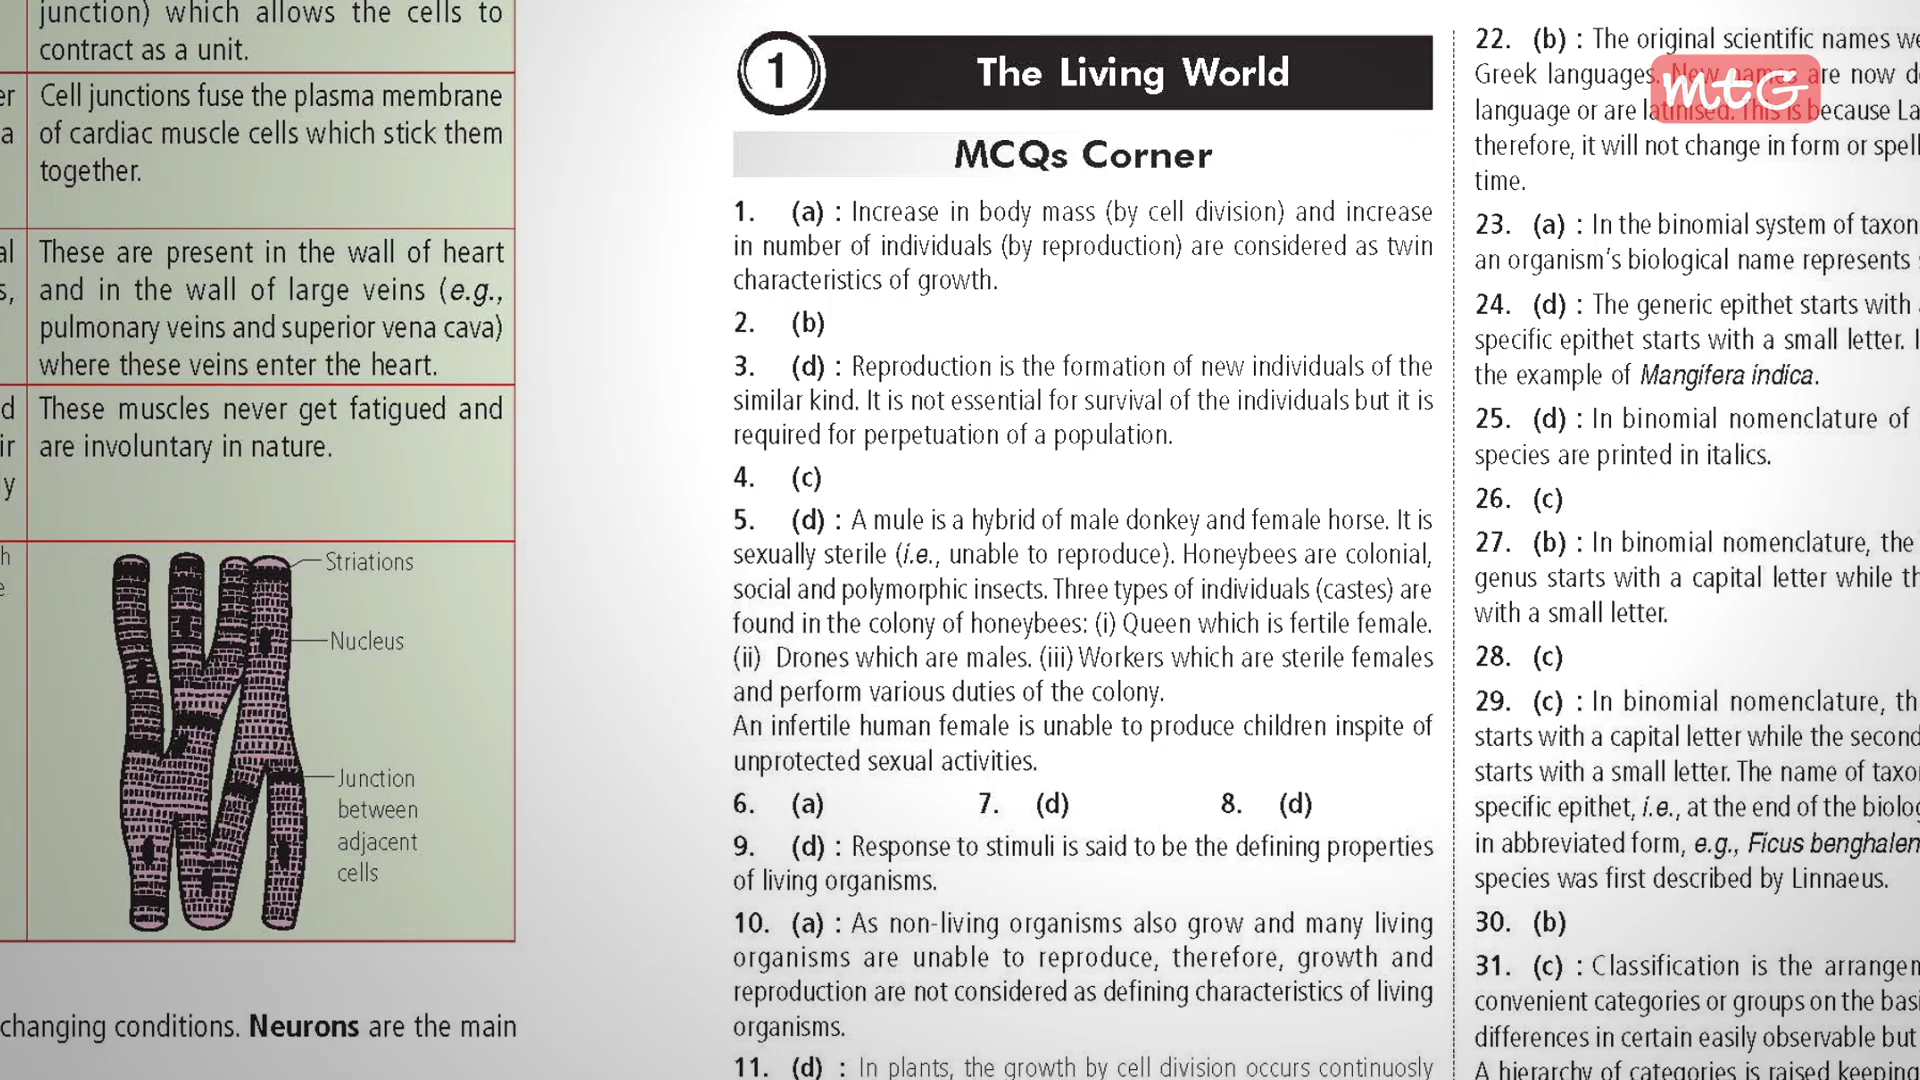 junction) which allows the cells to
contract as a unit.
er
a
Cell junctions fuse the plasma membrane
of cardiac muscle cells which stick them
together.
al
s,
These are present in the wall of heart
and in the wall of large veins (e.g.,
pulmonary veins and superior vena cava)
where these veins enter the heart.
d
ir
y
These muscles never get fatigued and
are involuntary in nature.
h
e
Striations
Nucleus
Junction
between
adjacent
cells
changing conditions. Neurons are the main
1
The Living World
MCQs Corner
1. (a) : Increase in body mass (by cell division) and increase
in number of individuals (by reproduction) are considered as twin
characteristics of growth.
2. (b)
3. (d) : Reproduction is the formation of new individuals of the
similar kind. It is not essential for survival of the individuals but it is
required for perpetuation of a population.
4. (c)
5. (d) : A mule is a hybrid of male donkey and female horse. It is
sexually sterile (i.e., unable to reproduce). Honeybees are colonial,
social and polymorphic insects. Three types of individuals (castes) are
found in the colony of honeybees: (i) Queen which is fertile female.
(ii) Drones which are males. (iii) Workers which are sterile females
and perform various duties of the colony.
An infertile human female is unable to produce children inspite of
unprotected sexual activities.
6. (a) 7. (d) 8. (d)
9. (d) : Response to stimuli is said to be the defining properties
of living organisms.
10. (a) : As non-living organisms also grow and many living
organisms are unable to reproduce, therefore, growth and
reproduction are not considered as defining characteristics of living
organisms.
11. (d) : In plants, the growth by cell division occurs continuously
22. (b) : The original scientific names we
Greek languages. New names are now d
language or are latinised. This is because La
therefore, it will not change in form or spell
time.
23. (a) : In the binomial system of taxon
an organism's biological name represents
24. (d) : The generic epithet starts with
specific epithet starts with a small letter. I
the example of Mangifera indica.
25. (d) : In binomial nomenclature of
species are printed in italics.
26. (c)
27. (b) : In binomial nomenclature, the
genus starts with a capital letter while th
with a small letter.
28. (c)
29. (c) : In binomial nomenclature, th
starts with a capital letter while the second
starts with a small letter. The name of taxo
specific epithet, i.e., at the end of the biolog
in abbreviated form, e.g., Ficus benghalen
species was first described by Linnaeus.
30. (b)
31. (c) : Classification is the arrangem
convenient categories or groups on the basi
differences in certain easily observable but
A hierarchy of categories is raised keeping
mtG